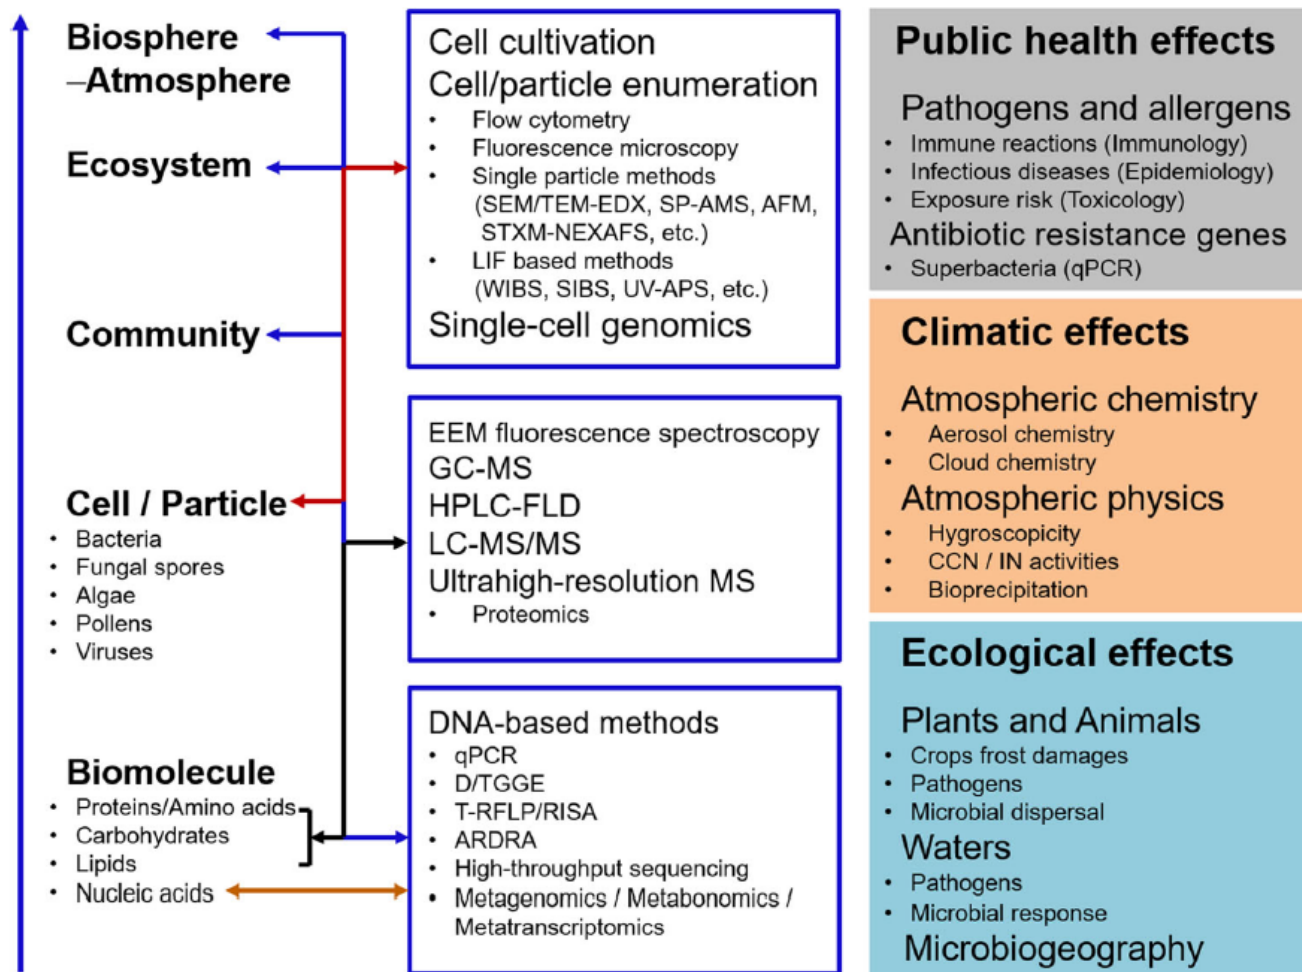 Biosphere
–Atmosphere
Ecosystem
Community
Cell / Particle
• Bacteria
• Fungal spores
• Algae
• Pollens
• Viruses
Biomolecule
• Proteins/Amino acids
• Carbohydrates
• Lipids
• Nucleic acids
Cell cultivation
Cell/particle enumeration
• Flow cytometry
• Fluorescence microscopy
• Single particle methods
(SEM/TEM-EDX, SP-AMS, AFM,
STXM-NEXAFS, etc.)
• LIF based methods
(WIBS, SIBS, UV-APS, etc.)
Single-cell genomics
EEM fluorescence spectroscopy
GC-MS
HPLC-FLD
LC-MS/MS
Ultrahigh-resolution MS
• Proteomics
DNA-based methods
• qPCR
• D/TGGE
• T-RFLP/RISA
• ARDRA
• High-throughput sequencing
• Metagenomics / Metabonomics /
Metatranscriptomics
Public health effects
Pathogens and allergens
• Immune reactions (Immunology)
• Infectious diseases (Epidemiology)
• Exposure risk (Toxicology)
Antibiotic resistance genes
• Superbacteria (qPCR)
Climatic effects
Atmospheric chemistry
• Aerosol chemistry
• Cloud chemistry
Atmospheric physics
• Hygroscopicity
• CCN / IN activities
• Bioprecipitation
Ecological effects
Plants and Animals
• Crops frost damages
• Pathogens
• Microbial dispersal
Waters
• Pathogens
• Microbial response
Microbiogeography